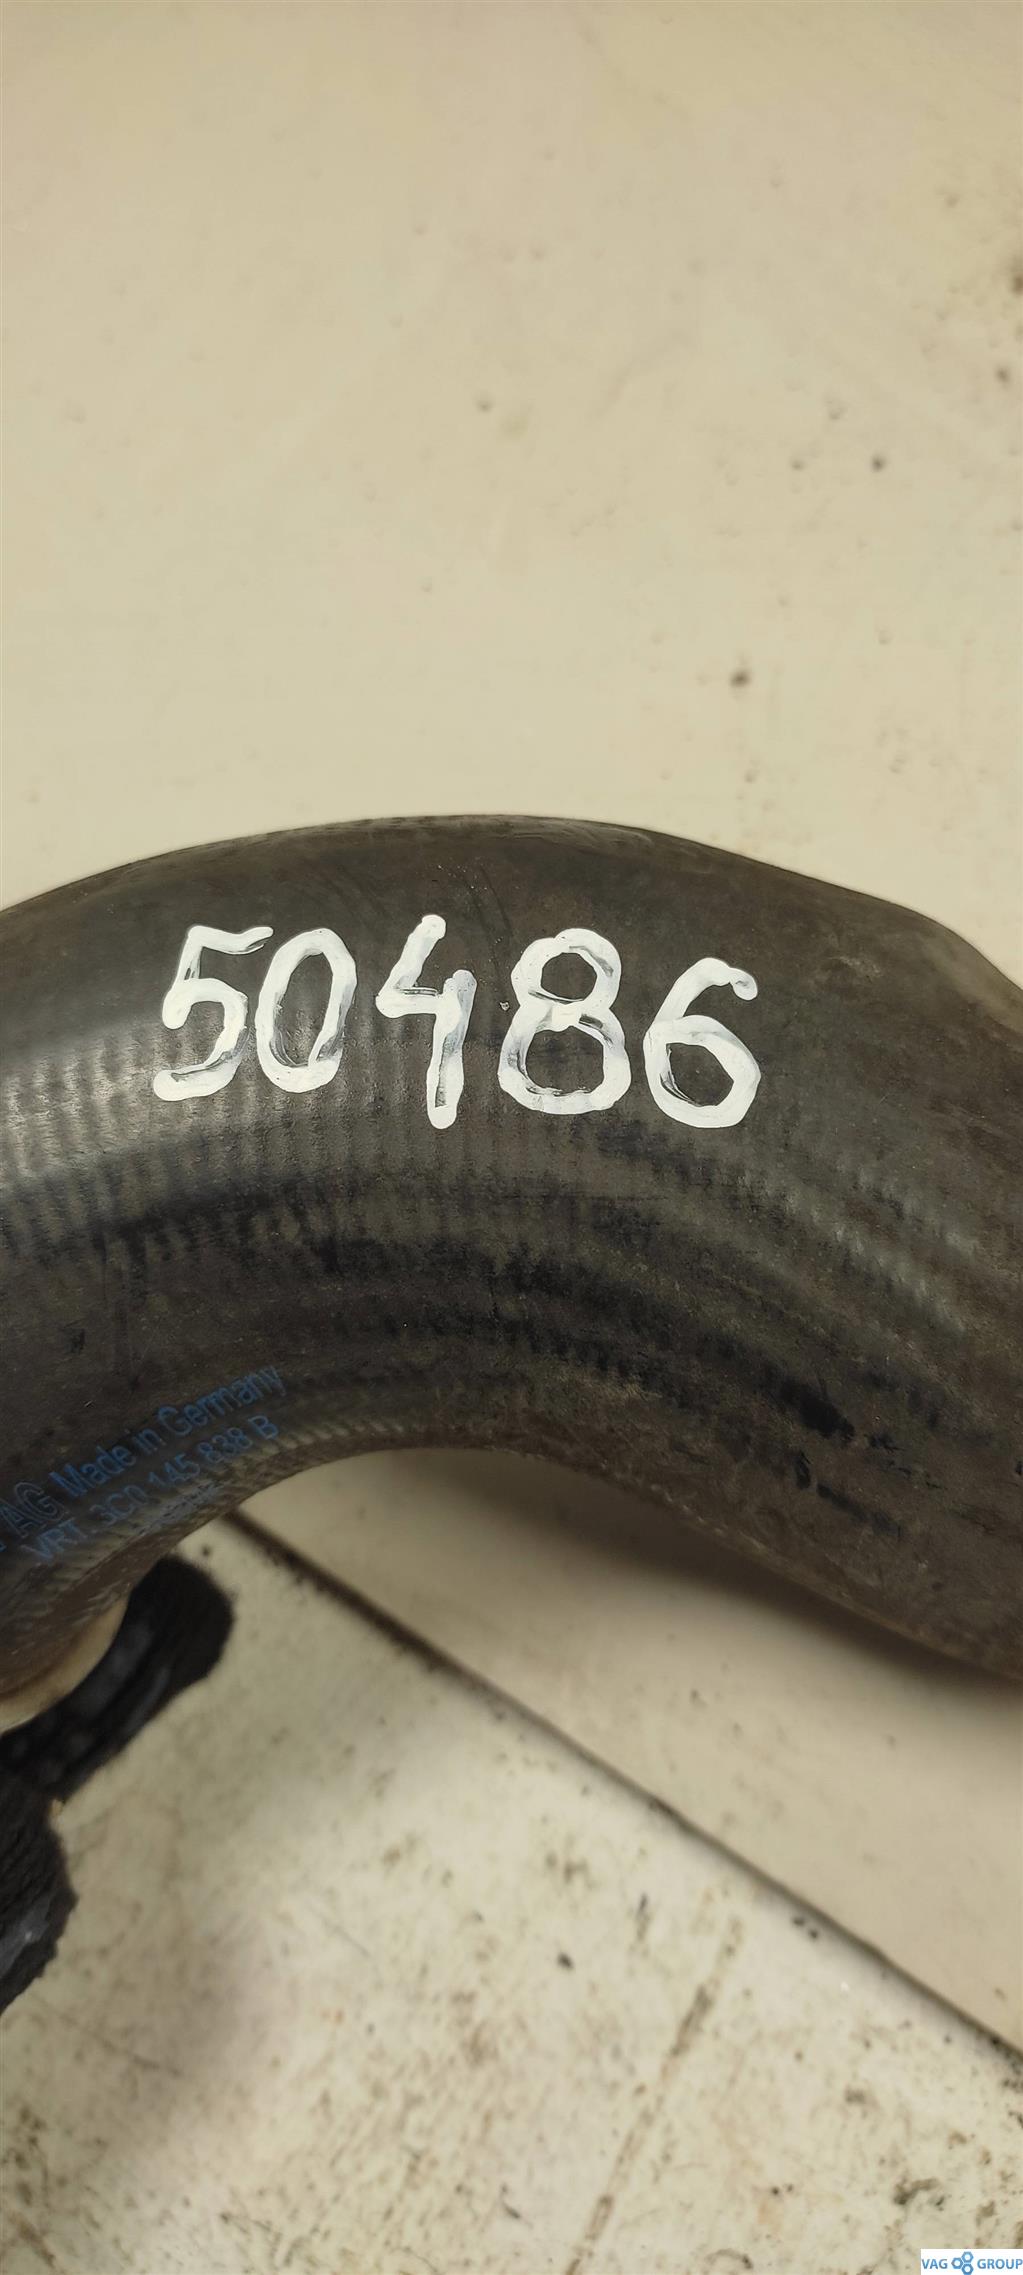 50486
AG Made in Germany
VRT 3C0 145 838 B
VAG GROUP